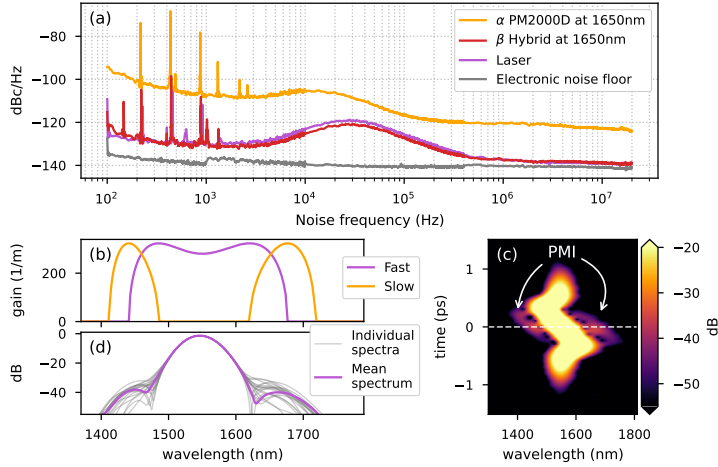 (a)
α PM2000D at 1650nm
β Hybrid at 1650nm
Laser
Electronic noise floor
dBc/Hz
−80
−100
−120
−140
10²
10³
10⁴
10⁵
10⁶
10⁷
Noise frequency (Hz)
(b)
gain (1/m)
200
0
Fast
Slow
(d)
dB
0
−20
−40
Individual
spectra
Mean
spectrum
1400
1500
1600
1700
wavelength (nm)
(c)
PMI
time (ps)
1
0
−1
1400
1600
1800
wavelength (nm)
−20
−30
−40
−50
dB